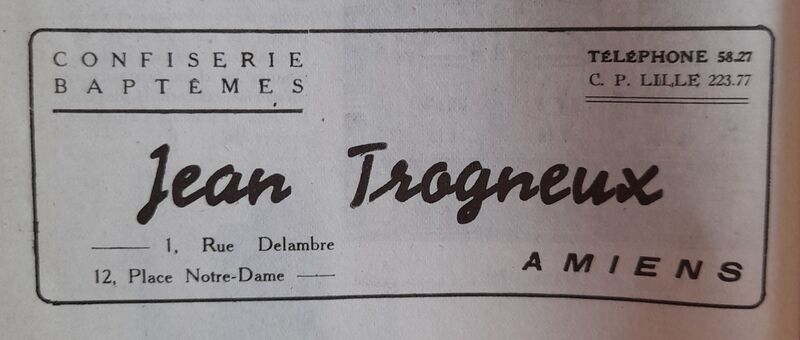 CONFISERIE
BAPTÊMES
TÉLÉPHONE 58-27
C. P. LILLE 223.77
Jean Trogneux
1, Rue Delambre
12, Place Notre-Dame
AMIENS